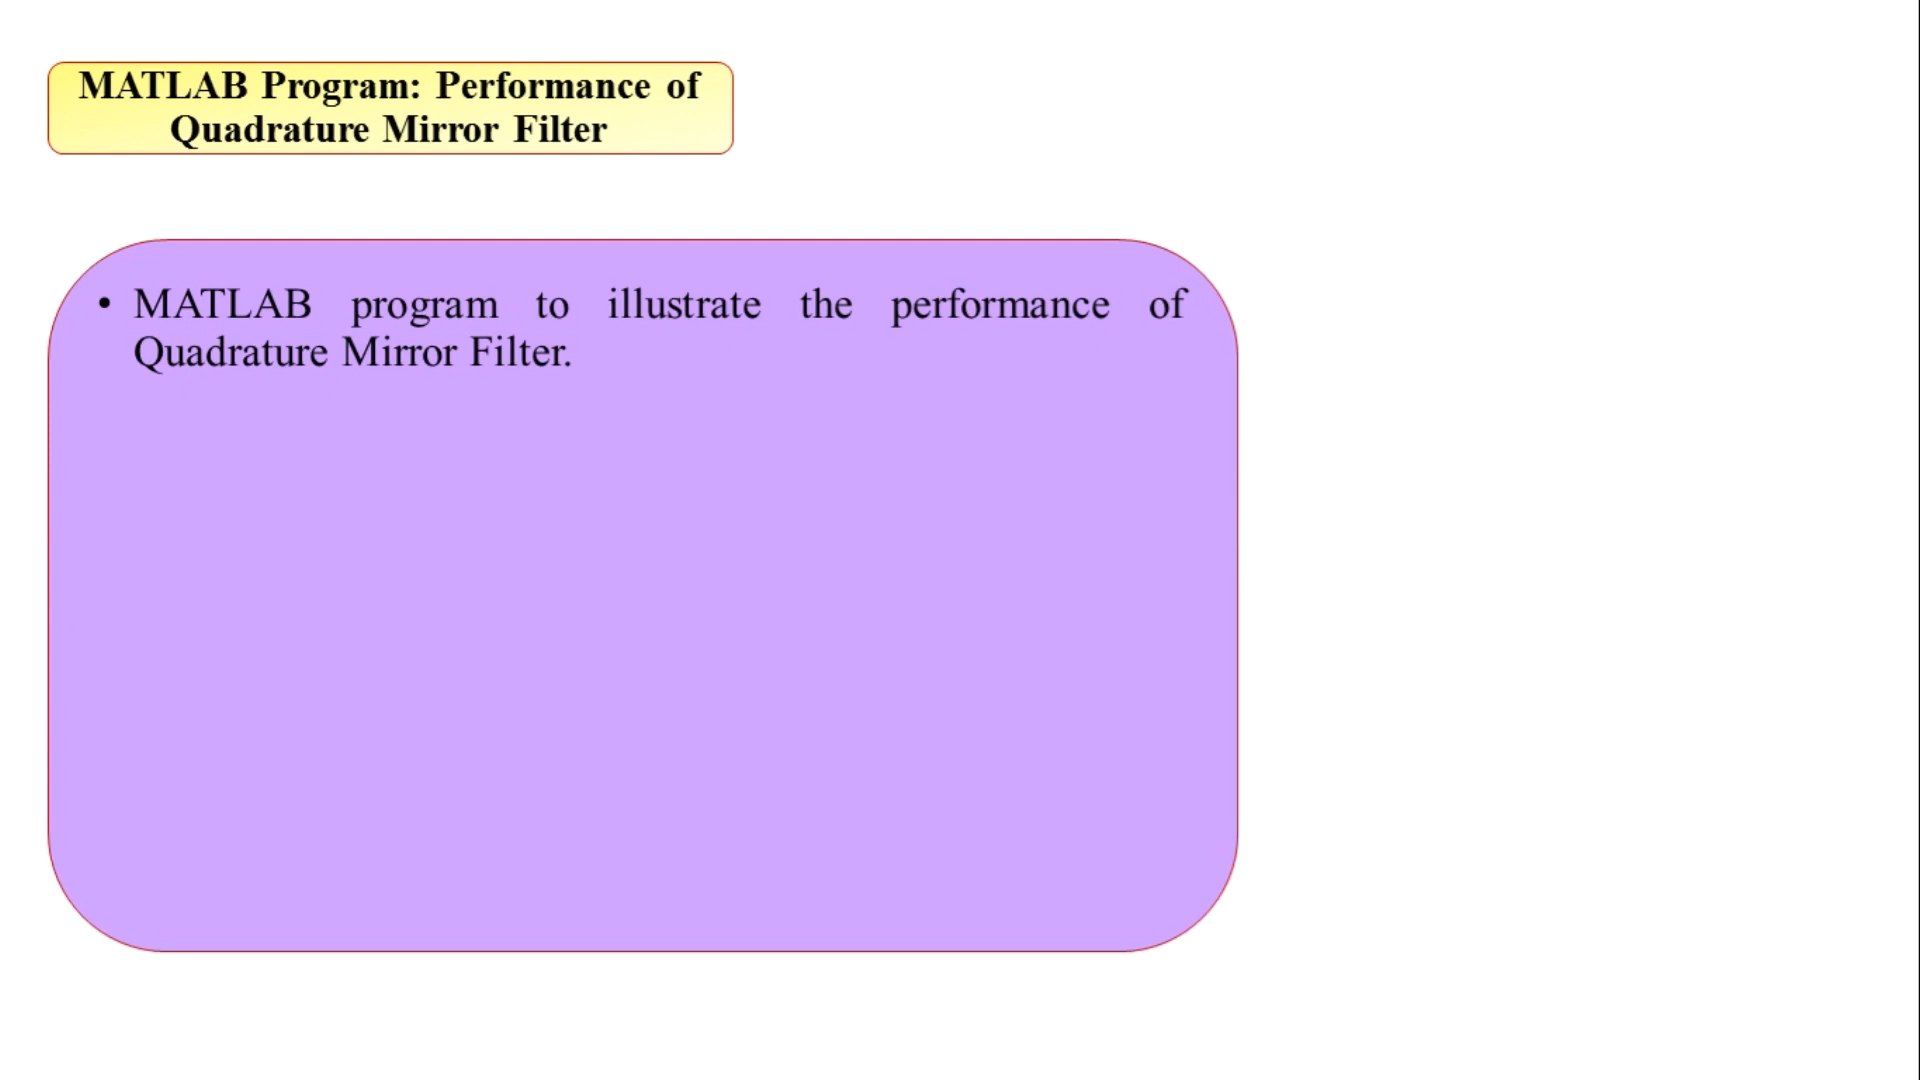 MATLAB Program: Performance of
Quadrature Mirror Filter
• MATLAB program to illustrate the performance of
Quadrature Mirror Filter.